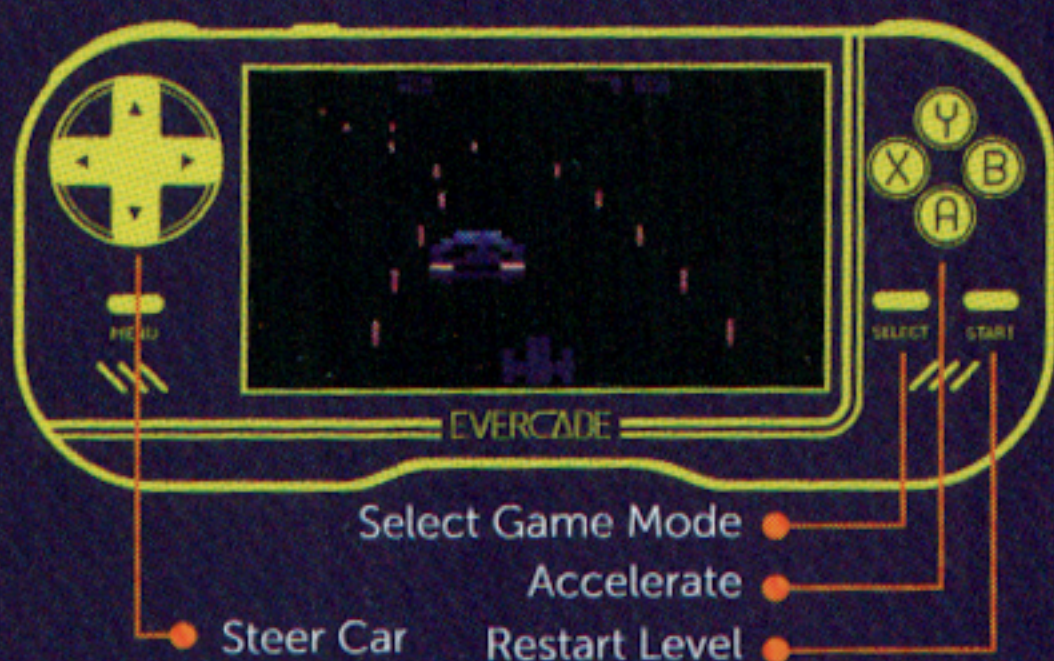 Y
X B
A
MENU
SELECT START
EVERCADE
Select Game Mode
Accelerate
Steer Car
Restart Level